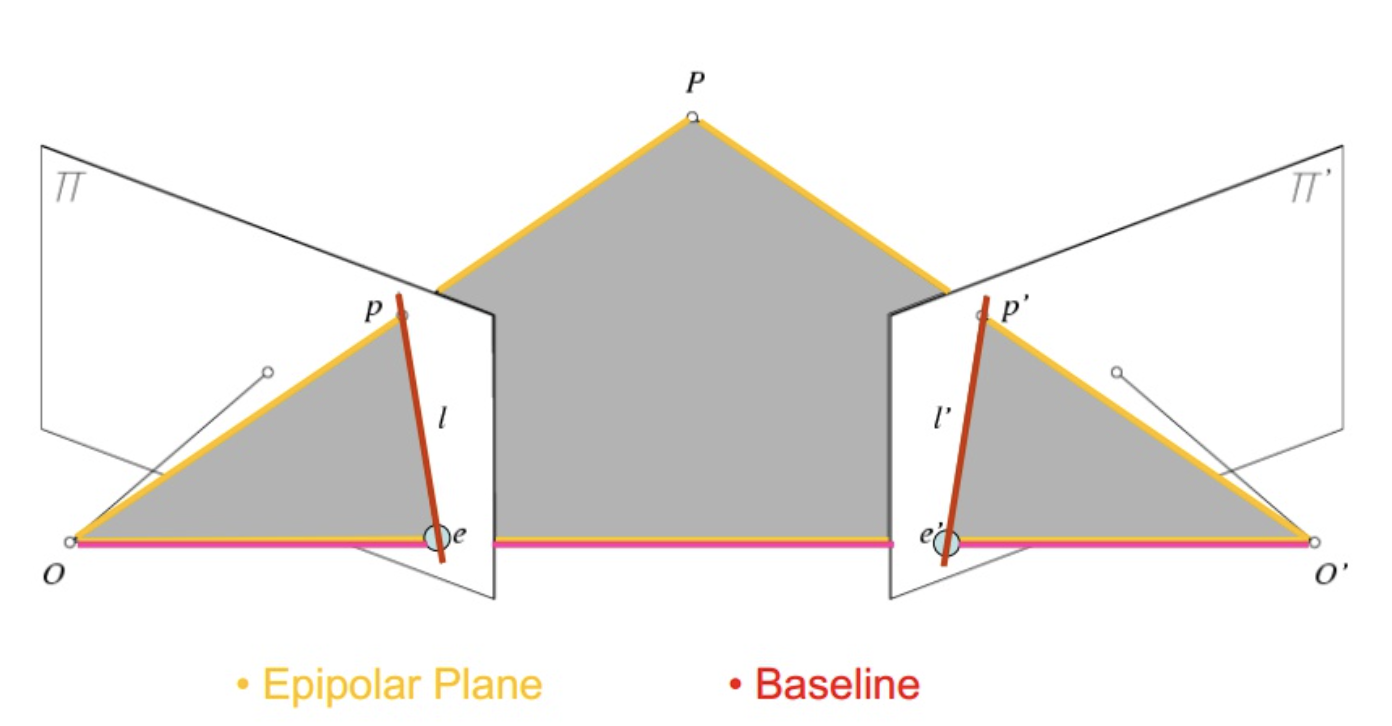 P
Π Π’
p p’
l l’
e e’
O O’
• Epipolar Plane • Baseline